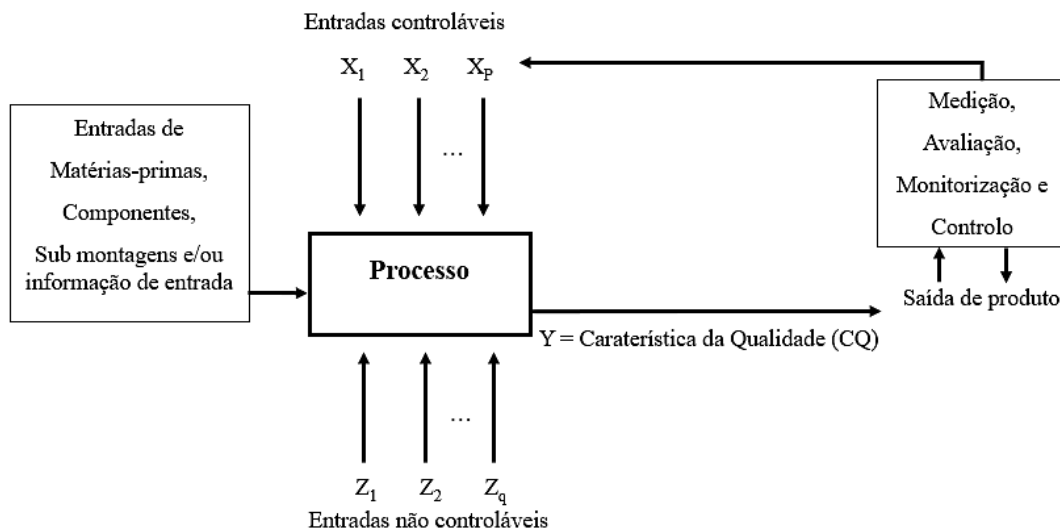 Entradas controláveis
X1 X2 XP
...
Entradas de
Matérias-primas,
Componentes,
Sub montagens e/ou
informação de entrada
Processo
Medição,
Avaliação,
Monitorização e
Controlo
Saída de produto
Y = Caraterística da Qualidade (CQ)
...
Z1 Z2 Zq
Entradas não controláveis